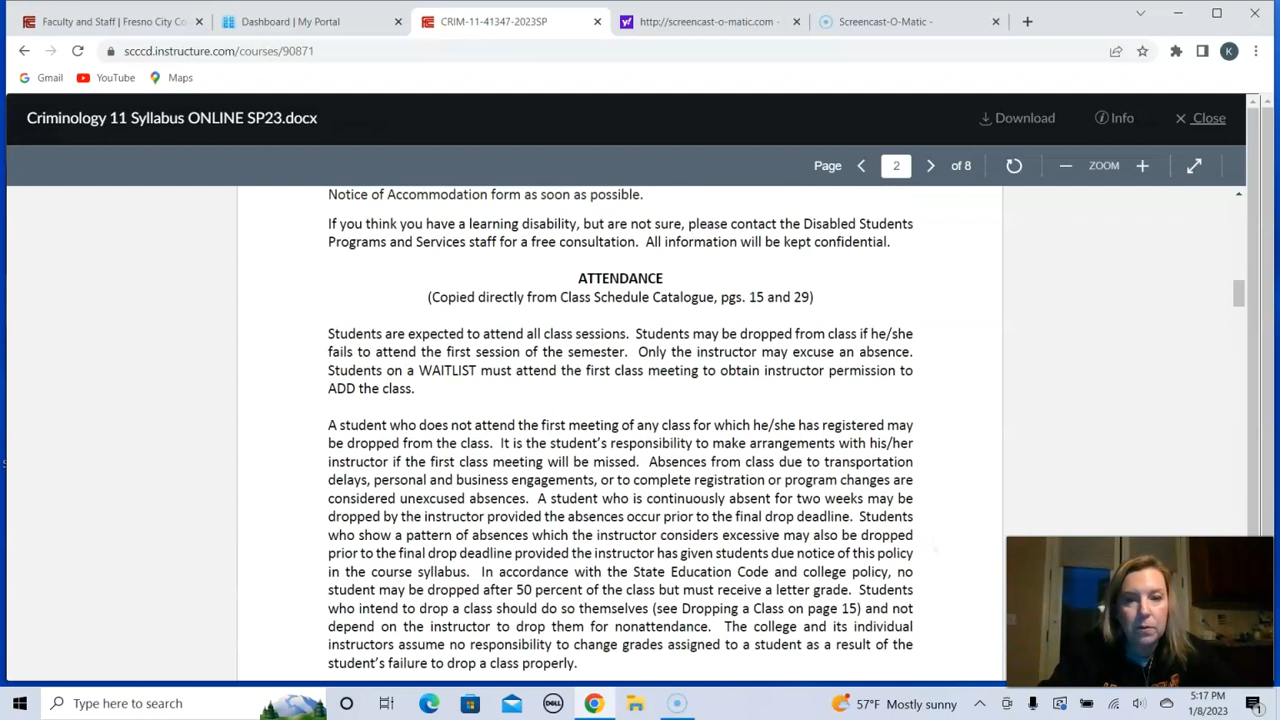 Faculty and Staff | Fresno City Co
Dashboard | My Portal
CRIM-11-41347-2023SP
http://screencast-o-matic.com -
Screencast-O-Matic -
scccd.instructure.com/courses/90871
K
Gmail YouTube Maps
Criminology 11 Syllabus ONLINE SP23.docx
Download
Info
Close
Page 2 of 8
ZOOM
Notice of Accommodation form as soon as possible.
If you think you have a learning disability, but are not sure, please contact the Disabled Students
Programs and Services staff for a free consultation. All information will be kept confidential.
ATTENDANCE
(Copied directly from Class Schedule Catalogue, pgs. 15 and 29)
Students are expected to attend all class sessions. Students may be dropped from class if he/she
fails to attend the first session of the semester. Only the instructor may excuse an absence.
Students on a WAITLIST must attend the first class meeting to obtain instructor permission to
ADD the class.
A student who does not attend the first meeting of any class for which he/she has registered may
be dropped from the class. It is the student's responsibility to make arrangements with his/her
instructor if the first class meeting will be missed. Absences from class due to transportation
delays, personal and business engagements, or to complete registration or program changes are
considered unexcused absences. A student who is continuously absent for two weeks may be
dropped by the instructor provided the absences occur prior to the final drop deadline. Students
who show a pattern of absences which the instructor considers excessive may also be dropped
prior to the final drop deadline provided the instructor has given students due notice of this policy
in the course syllabus. In accordance with the State Education Code and college policy, no
student may be dropped after 50 percent of the class but must receive a letter grade. Students
who intend to drop a class should do so themselves (see Dropping a Class on page 15) and not
depend on the instructor to drop them for nonattendance. The college and its individual
instructors assume no responsibility to change grades assigned to a student as a result of the
student's failure to drop a class properly.
Type here to search
DELL
57°F Mostly sunny
5:17 PM
1/8/2023
1